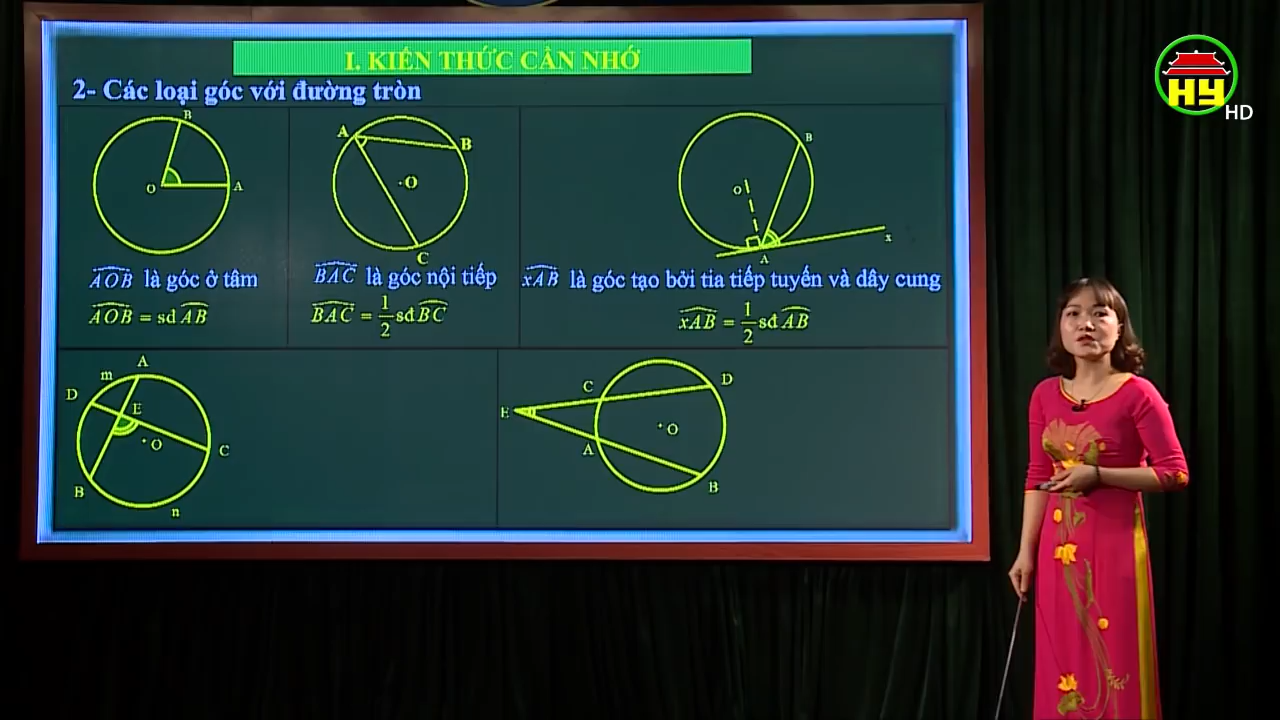 I. KIẾN THỨC CẦN NHỚ
HY
HD
2- Các loại góc với đường tròn
B
O
A
A
B
O
C
B
O
A
x
AOB là góc ở tâm
BAC là góc nội tiếp
xAB là góc tạo bởi tia tiếp tuyến và dây cung
AOB = sđ AB
BAC = 1/2 sđ BC
xAB = 1/2 sđ AB
A
m
D
E
O
C
B
n
C
D
E
O
A
B